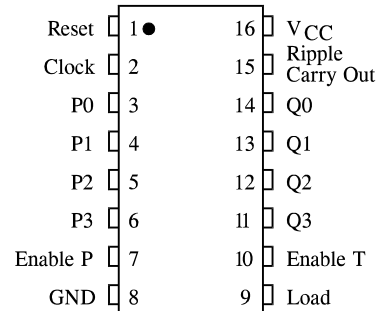 Reset 1 16 VCC
Clock 2 15 Ripple
Carry Out
P0 3 14 Q0
P1 4 13 Q1
P2 5 12 Q2
P3 6 11 Q3
Enable P 7 10 Enable T
GND 8 9 Load